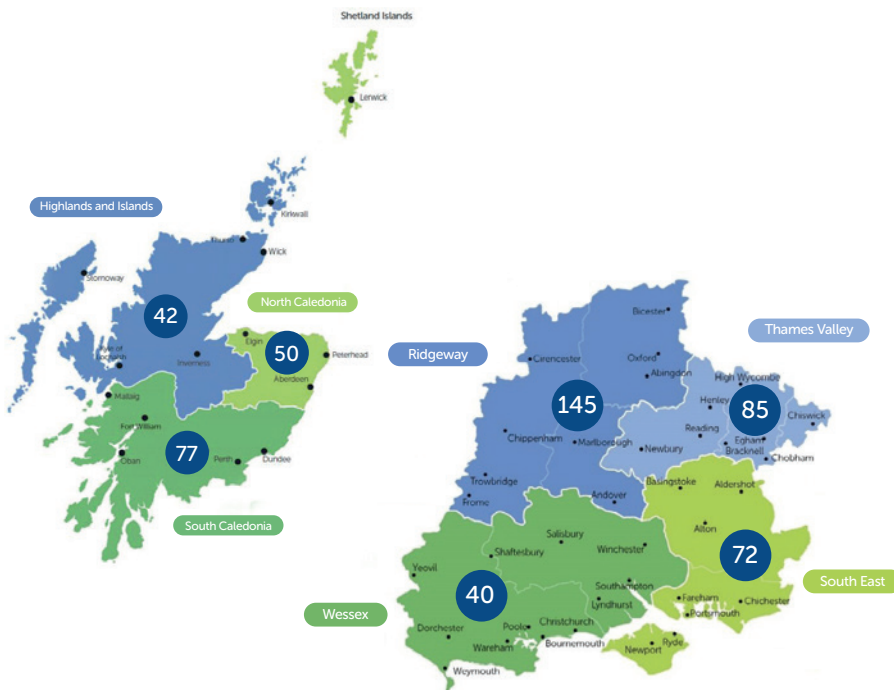 Shetland Islands
Lerwick
Highlands and Islands
Kirkwall
Thurso
Wick
Stornoway
North Caledonia
42
Elgin
50
Peterhead
Kyle of
Lochalsh
Inverness
Aberdeen
Mallaig
Fort William
77
Oban
Perth
Dundee
South Caledonia
Bicester
Thames Valley
Ridgeway
Cirencester
Oxford
Abingdon
High Wycombe
145
Henley
85
Chiswick
Chippenham
Marlborough
Newbury
Reading
Egham
Bracknell
Chobham
Trowbridge
Basingstoke
Aldershot
Frome
Andover
Alton
Salisbury
Winchester
72
Shaftesbury
Yeovil
Southampton
South East
40
Lyndhurst
Fareham
Chichester
Portsmouth
Wessex
Dorchester
Poole
Christchurch
Wareham
Bournemouth
Ryde
Newport
Weymouth